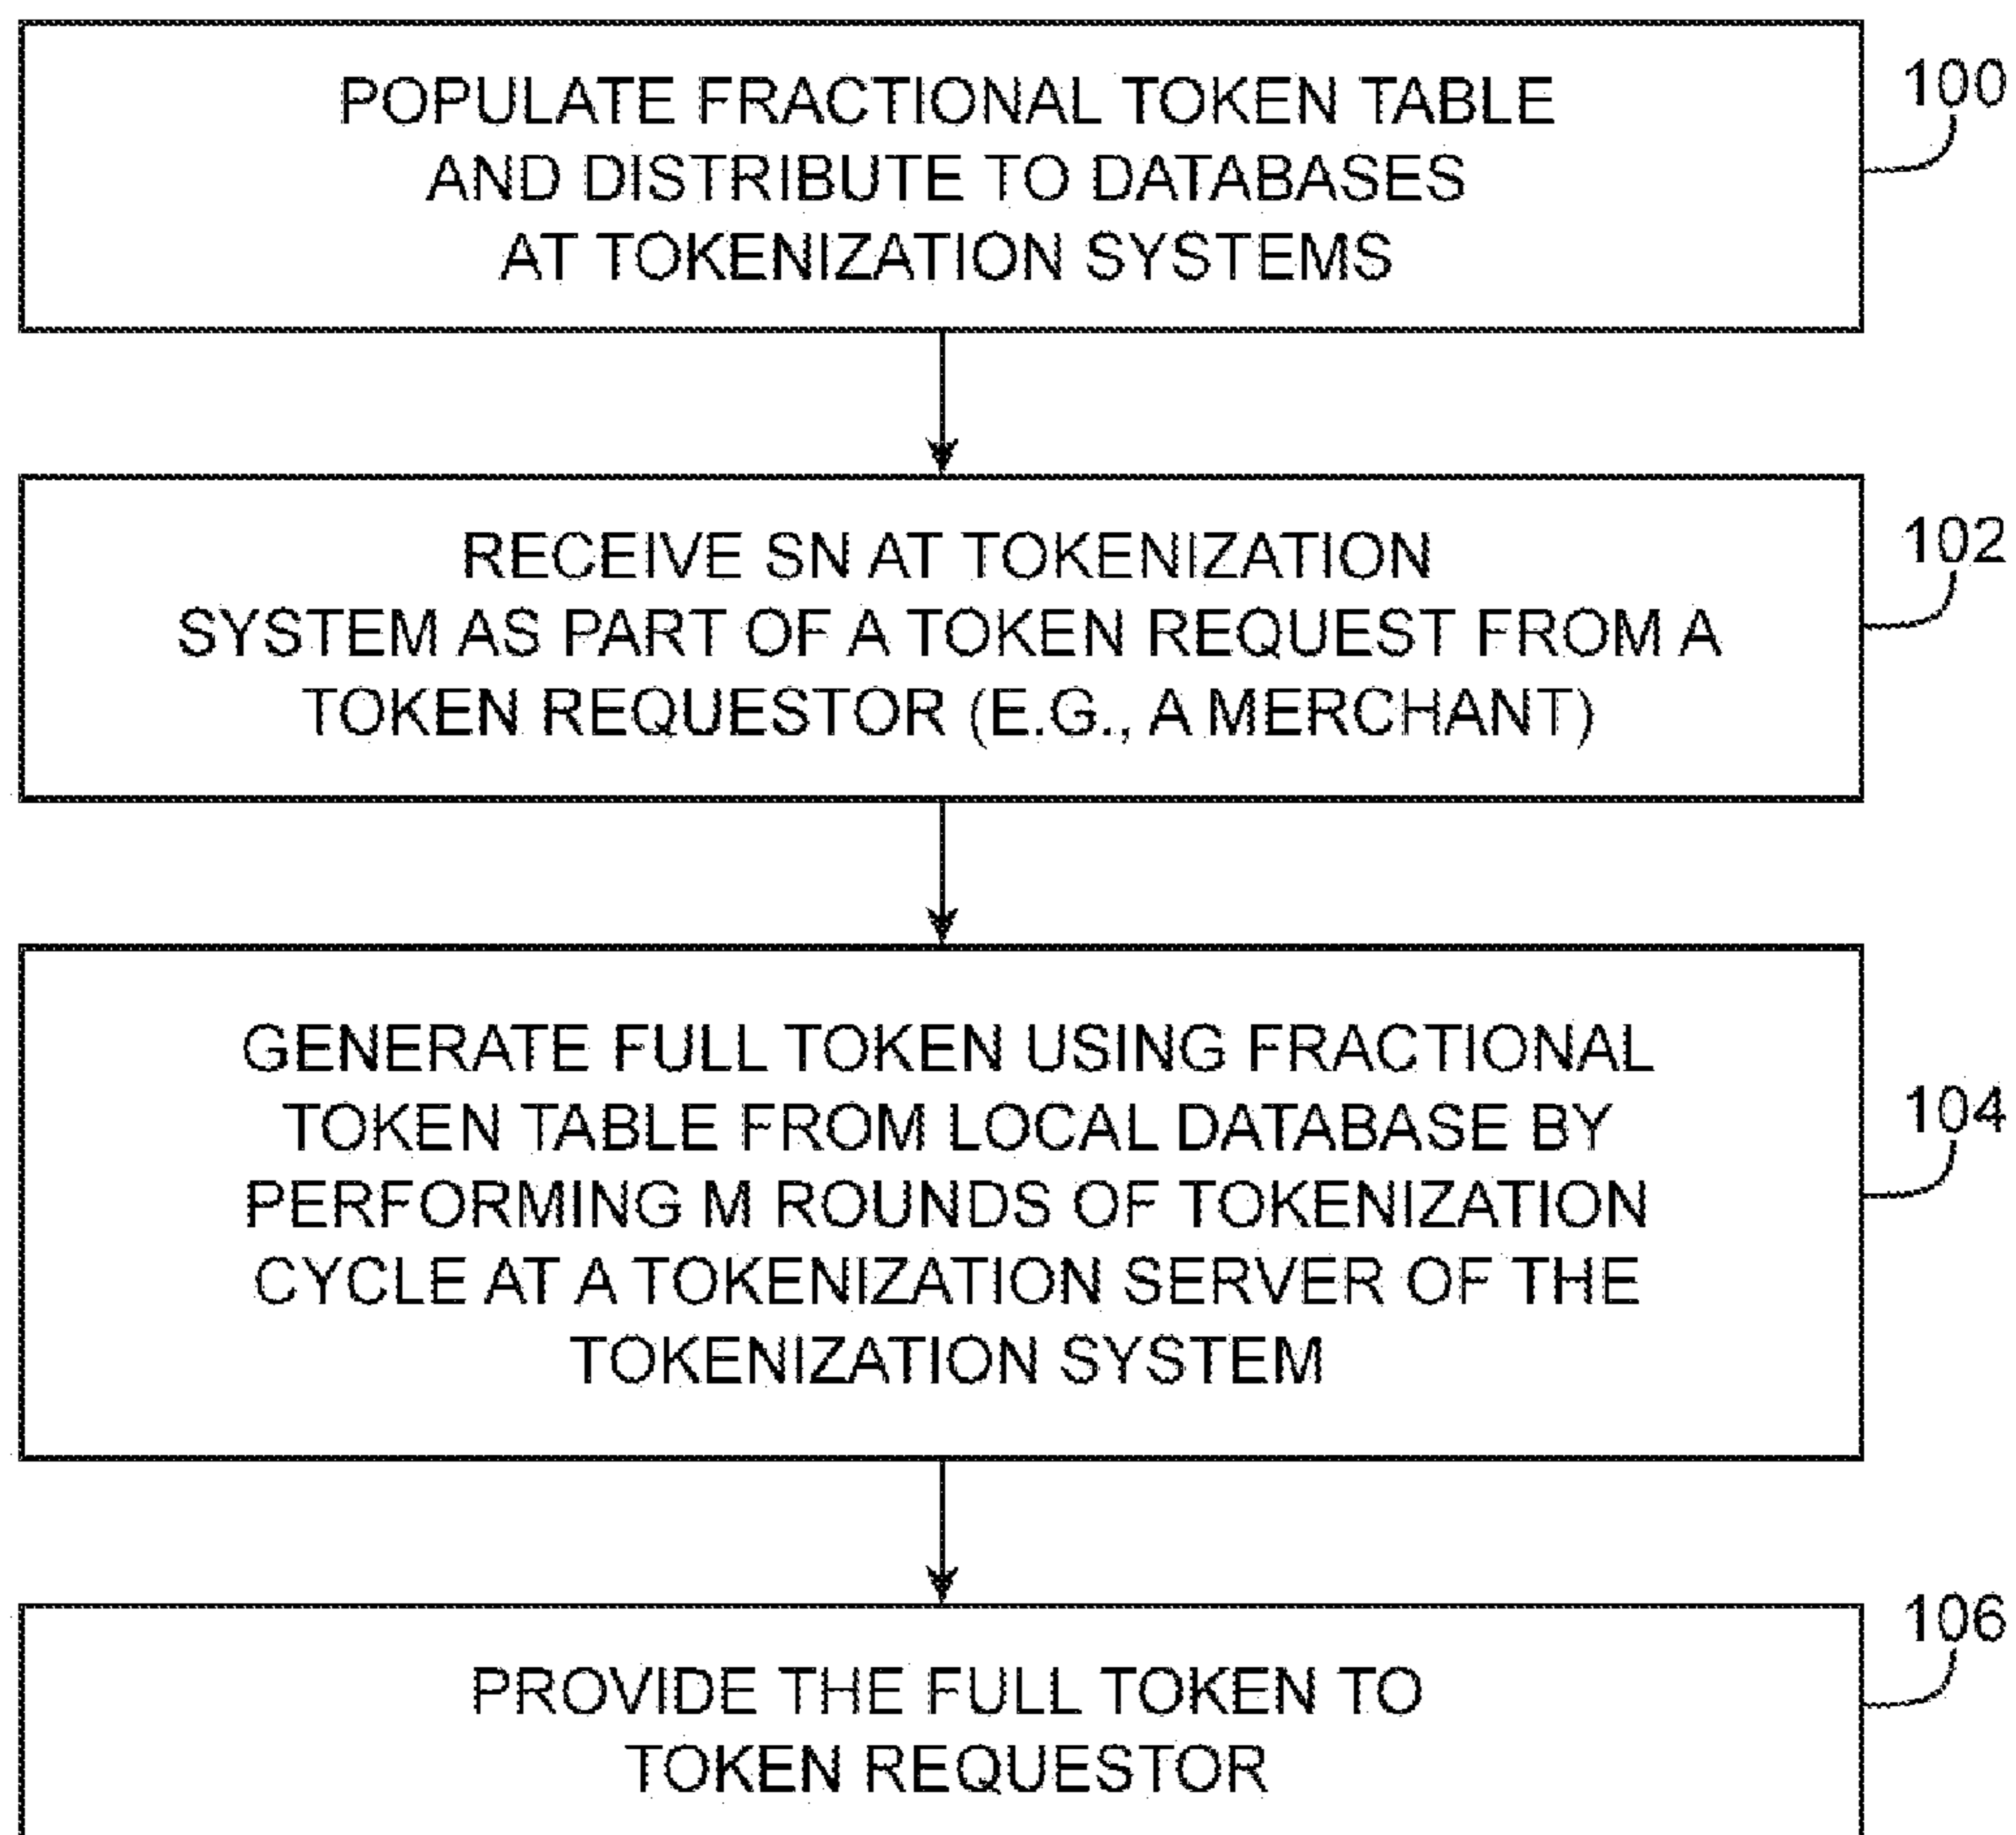 POPULATE FRACTIONAL TOKEN TABLE
AND DISTRIBUTE TO DATABASES
AT TOKENIZATION SYSTEMS
100
RECEIVE SN AT TOKENIZATION
SYSTEM AS PART OF A TOKEN REQUEST FROM A
TOKEN REQUESTOR (E.G., A MERCHANT)
102
GENERATE FULL TOKEN USING FRACTIONAL
TOKEN TABLE FROM LOCAL DATABASE BY
PERFORMING M ROUNDS OF TOKENIZATION
CYCLE AT A TOKENIZATION SERVER OF THE
TOKENIZATION SYSTEM
104
PROVIDE THE FULL TOKEN TO
TOKEN REQUESTOR
106